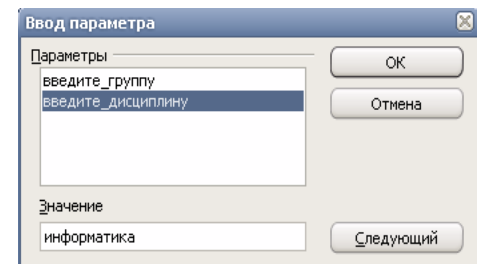 Ввод параметра
Параметры
введите_группу
введите_дисциплину
OK
Отмена
Значение
информатика
Следующий